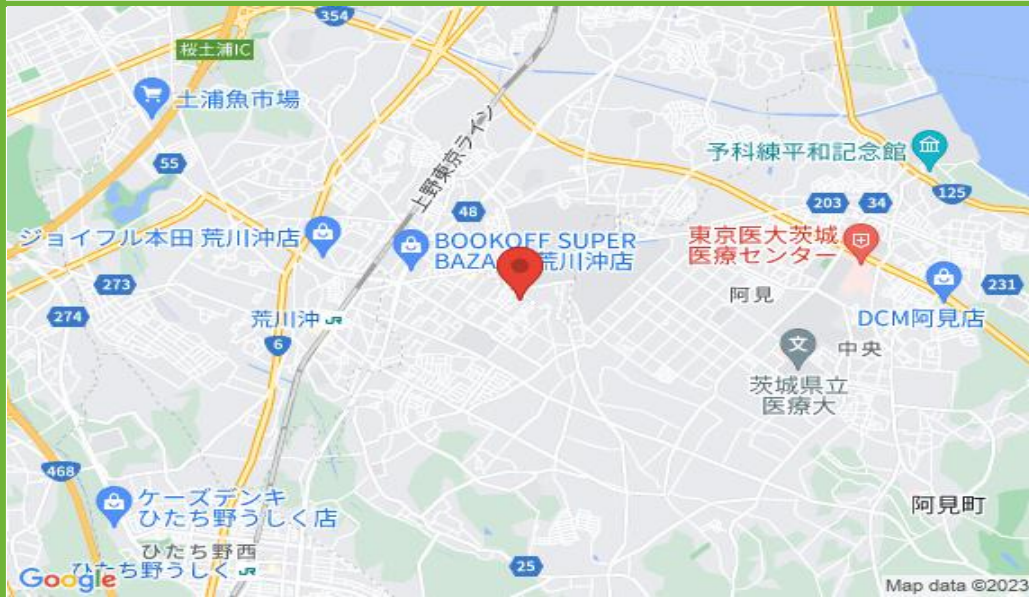 354
桜土浦IC
土浦魚市場
上野東京ライン
予科練平和記念館
55
125
48
203
34
ジョイフル本田 荒川沖店
BOOKOFF SUPER
BAZA 荒川沖店
東京医大茨城
医療センター
273
阿見
231
274
荒川沖 JR
DCM阿見店
6
中央
茨城県立
医療大
468
ケーズデンキ
ひたち野うしく店
阿見町
ひたち野西
ひたち野うしく JR
25
Google
Map data ©2023